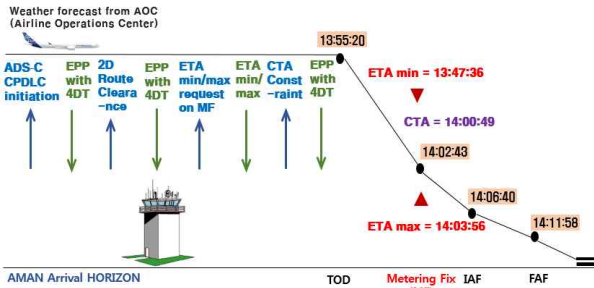 Weather forecast from AOC
(Airline Operations Center)
13:55:20
ADS-C
CPDLC
initiation
EPP
with
4DT
2D
Route
Cleara
-nce
EPP
with
4DT
ETA
min/max
request
on MF
ETA
min/
max
CTA
Const
-raint
EPP
with
4DT
ETA min = 13:47:36
CTA = 14:00:49
14:02:43
14:06:40
ETA max = 14:03:56
14:11:58
AMAN Arrival HORIZON
TOD
Metering Fix
IAF
FAF